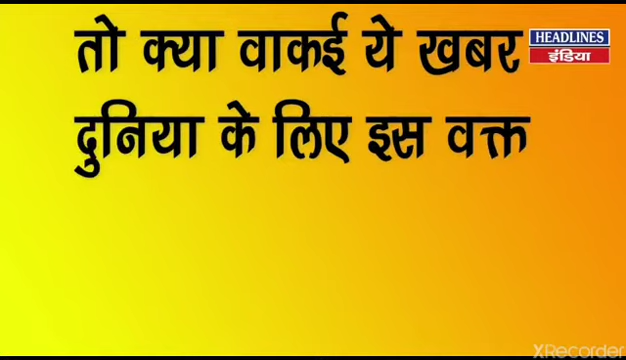 तो क्या वाकई ये खबर
HEADLINES
इंडिया
दुनिया के लिए इस वक्त
XRecorder